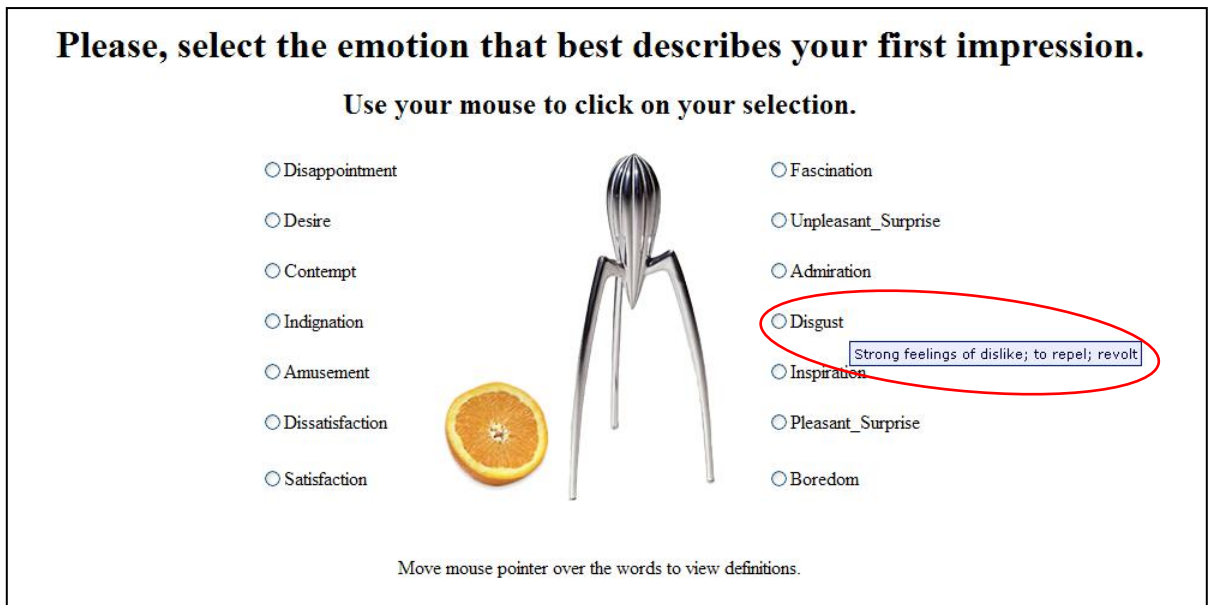 Please, select the emotion that best describes your first impression.
Use your mouse to click on your selection.
Disappointment
Desire
Contempt
Indignation
Amusement
Dissatisfaction
Satisfaction
Fascination
Unpleasant_Surprise
Admiration
Disgust
Strong feelings of dislike; to repel; revolt
Inspiration
Pleasant_Surprise
Boredom
Move mouse pointer over the words to view definitions.